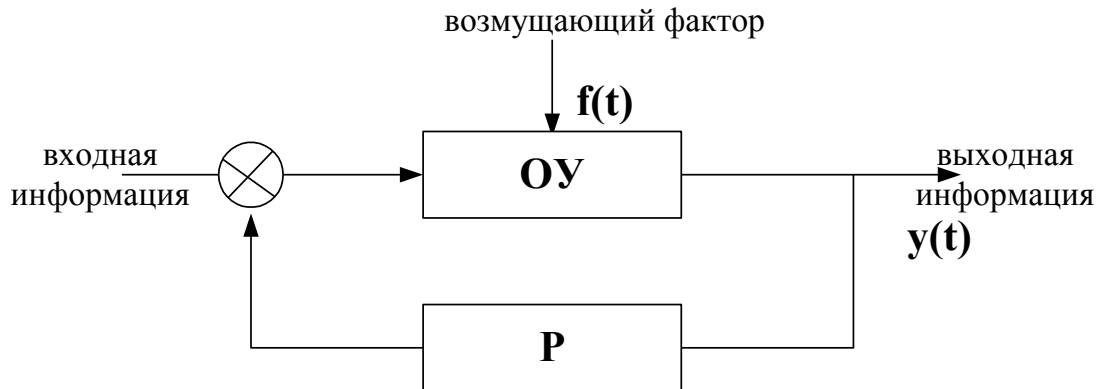 возмущающий фактор
f(t)
входная
информация
ОУ
выходная
информация
y(t)
Р